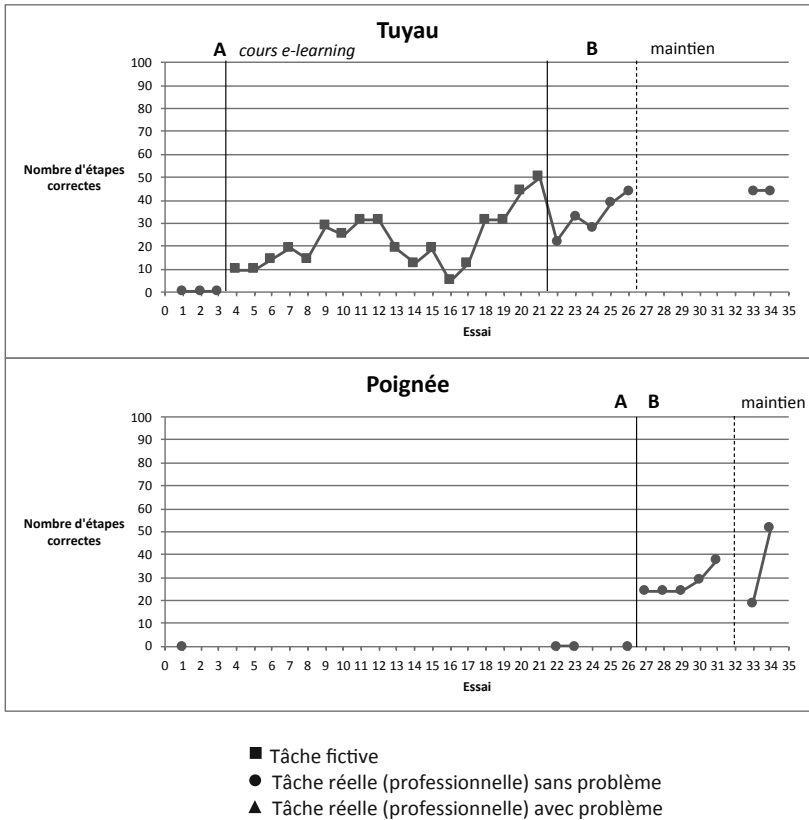 Tuyau
A cours e-learning B maintien
100
90
80
70
60
50
40
30
20
10
0
Nombre d'étapes
correctes
0 1 2 3 4 5 6 7 8 9 10 11 12 13 14 15 16 17 18 19 20 21 22 23 24 25 26 27 28 29 30 31 32 33 34 35
Essai
Poignée
A B maintien
100
90
80
70
60
50
40
30
20
10
0
Nombre d'étapes
correctes
0 1 2 3 4 5 6 7 8 9 10 11 12 13 14 15 16 17 18 19 20 21 22 23 24 25 26 27 28 29 30 31 32 33 34 35
Essai
Tâche fictive
Tâche réelle (professionnelle) sans problème
Tâche réelle (professionnelle) avec problème